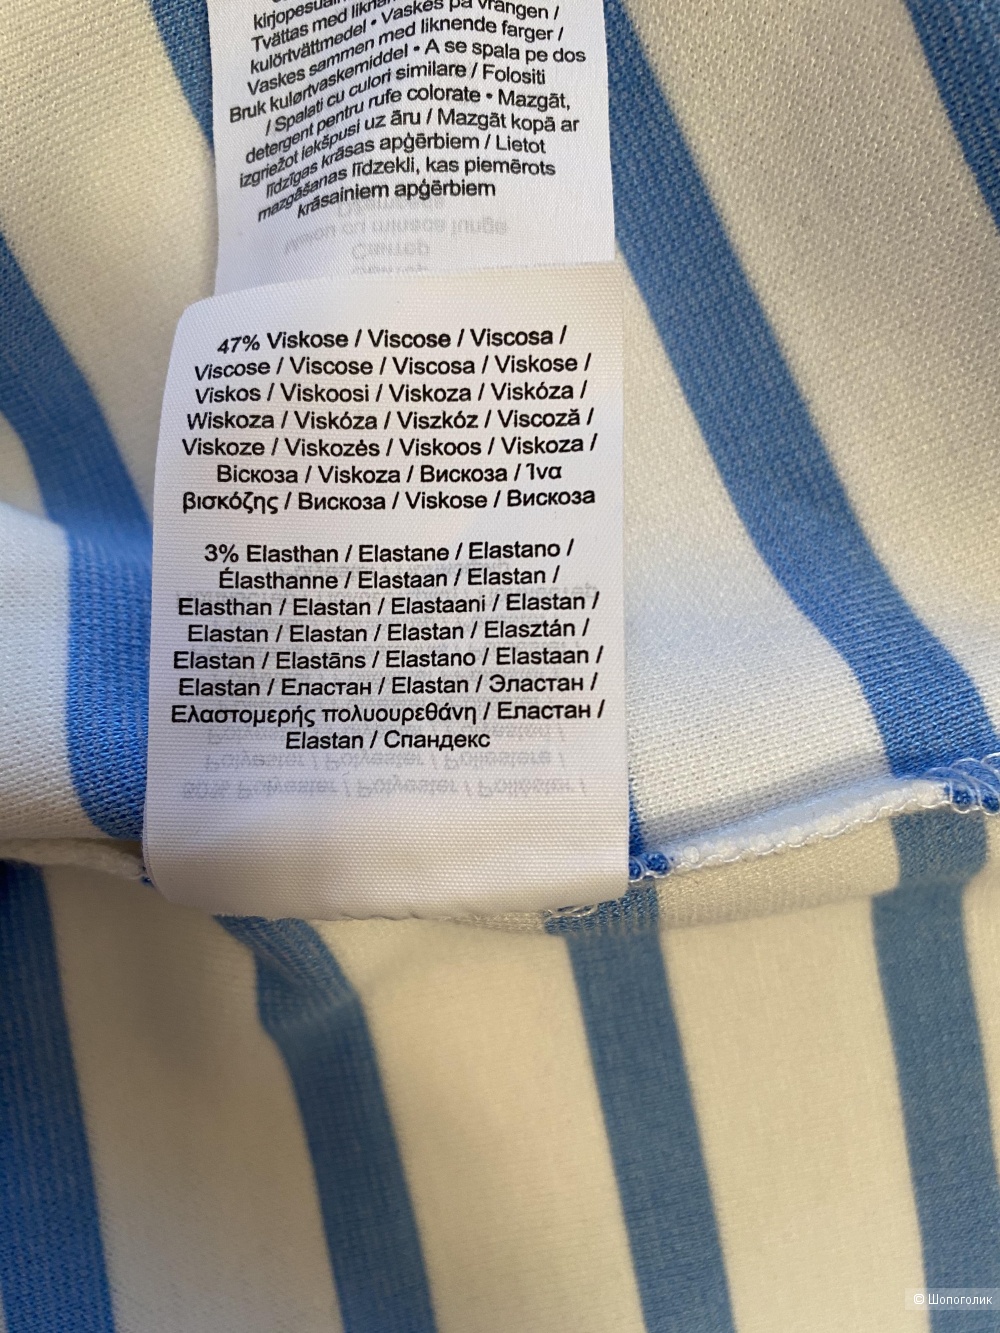 kirjopesuain
Tvättas med liknan
kulörtvättmedel • Vaskes på vrangen /
Vaskes sammen med liknende farger /
Bruk kulørtvaskemiddel • A se spala pe dos
/ Spalati cu culori similare / Folositi
detergent pentru rufe colorate • Mazgāt,
izgriežot iekšpusi uz āru / Mazgāt kopā ar
līdzīgas krāsas apģērbiem / Lietot
mazgāšanas līdzekli, kas piemērots
krāsainiem apģērbiem
47% Viskose / Viscose / Viscosa /
Viscose / Viscose / Viscosa / Viskose /
Viskos / Viskoosi / Viskoza / Viskóza /
Wiskoza / Viskóza / Viszkóz / Viscoză /
Viskoze / Viskozės / Viskoos / Viskoza /
Віскоза / Viskoza / Вискоза / Ίνα
βισκόζης / Вискоза / Viskose / Вискоза
3% Elasthan / Elastane / Elastano /
Élasthanne / Elastaan / Elastan /
Elasthan / Elastan / Elastaani / Elastan /
Elastan / Elastan / Elastan / Elasztán /
Elastan / Elastāns / Elastano / Elastaan /
Elastan / Еластан / Elastan / Эластан /
Ελαστομερής πολυουρεθάνη / Еластан /
Elastan / Спандекс
© Шопоголик